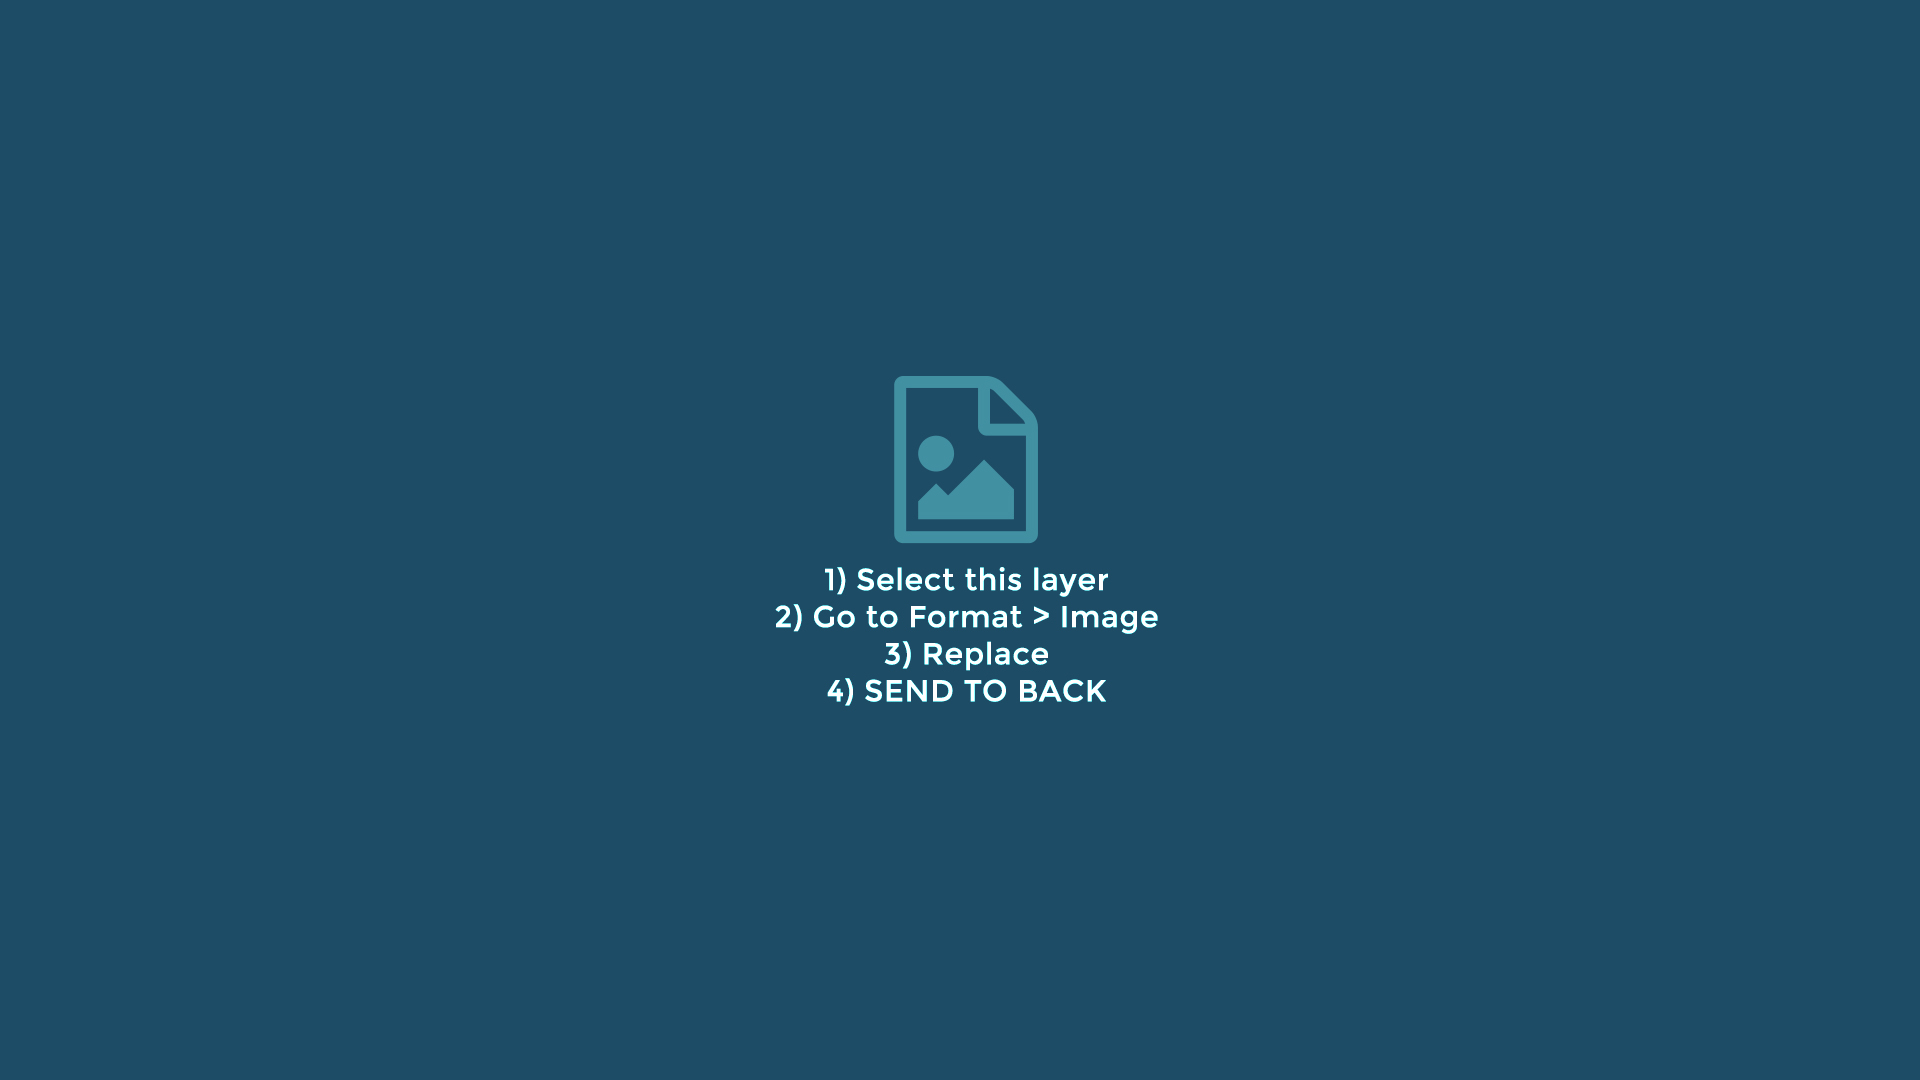 1) Select this layer
2) Go to Format > Image
3) Replace
4) SEND TO BACK